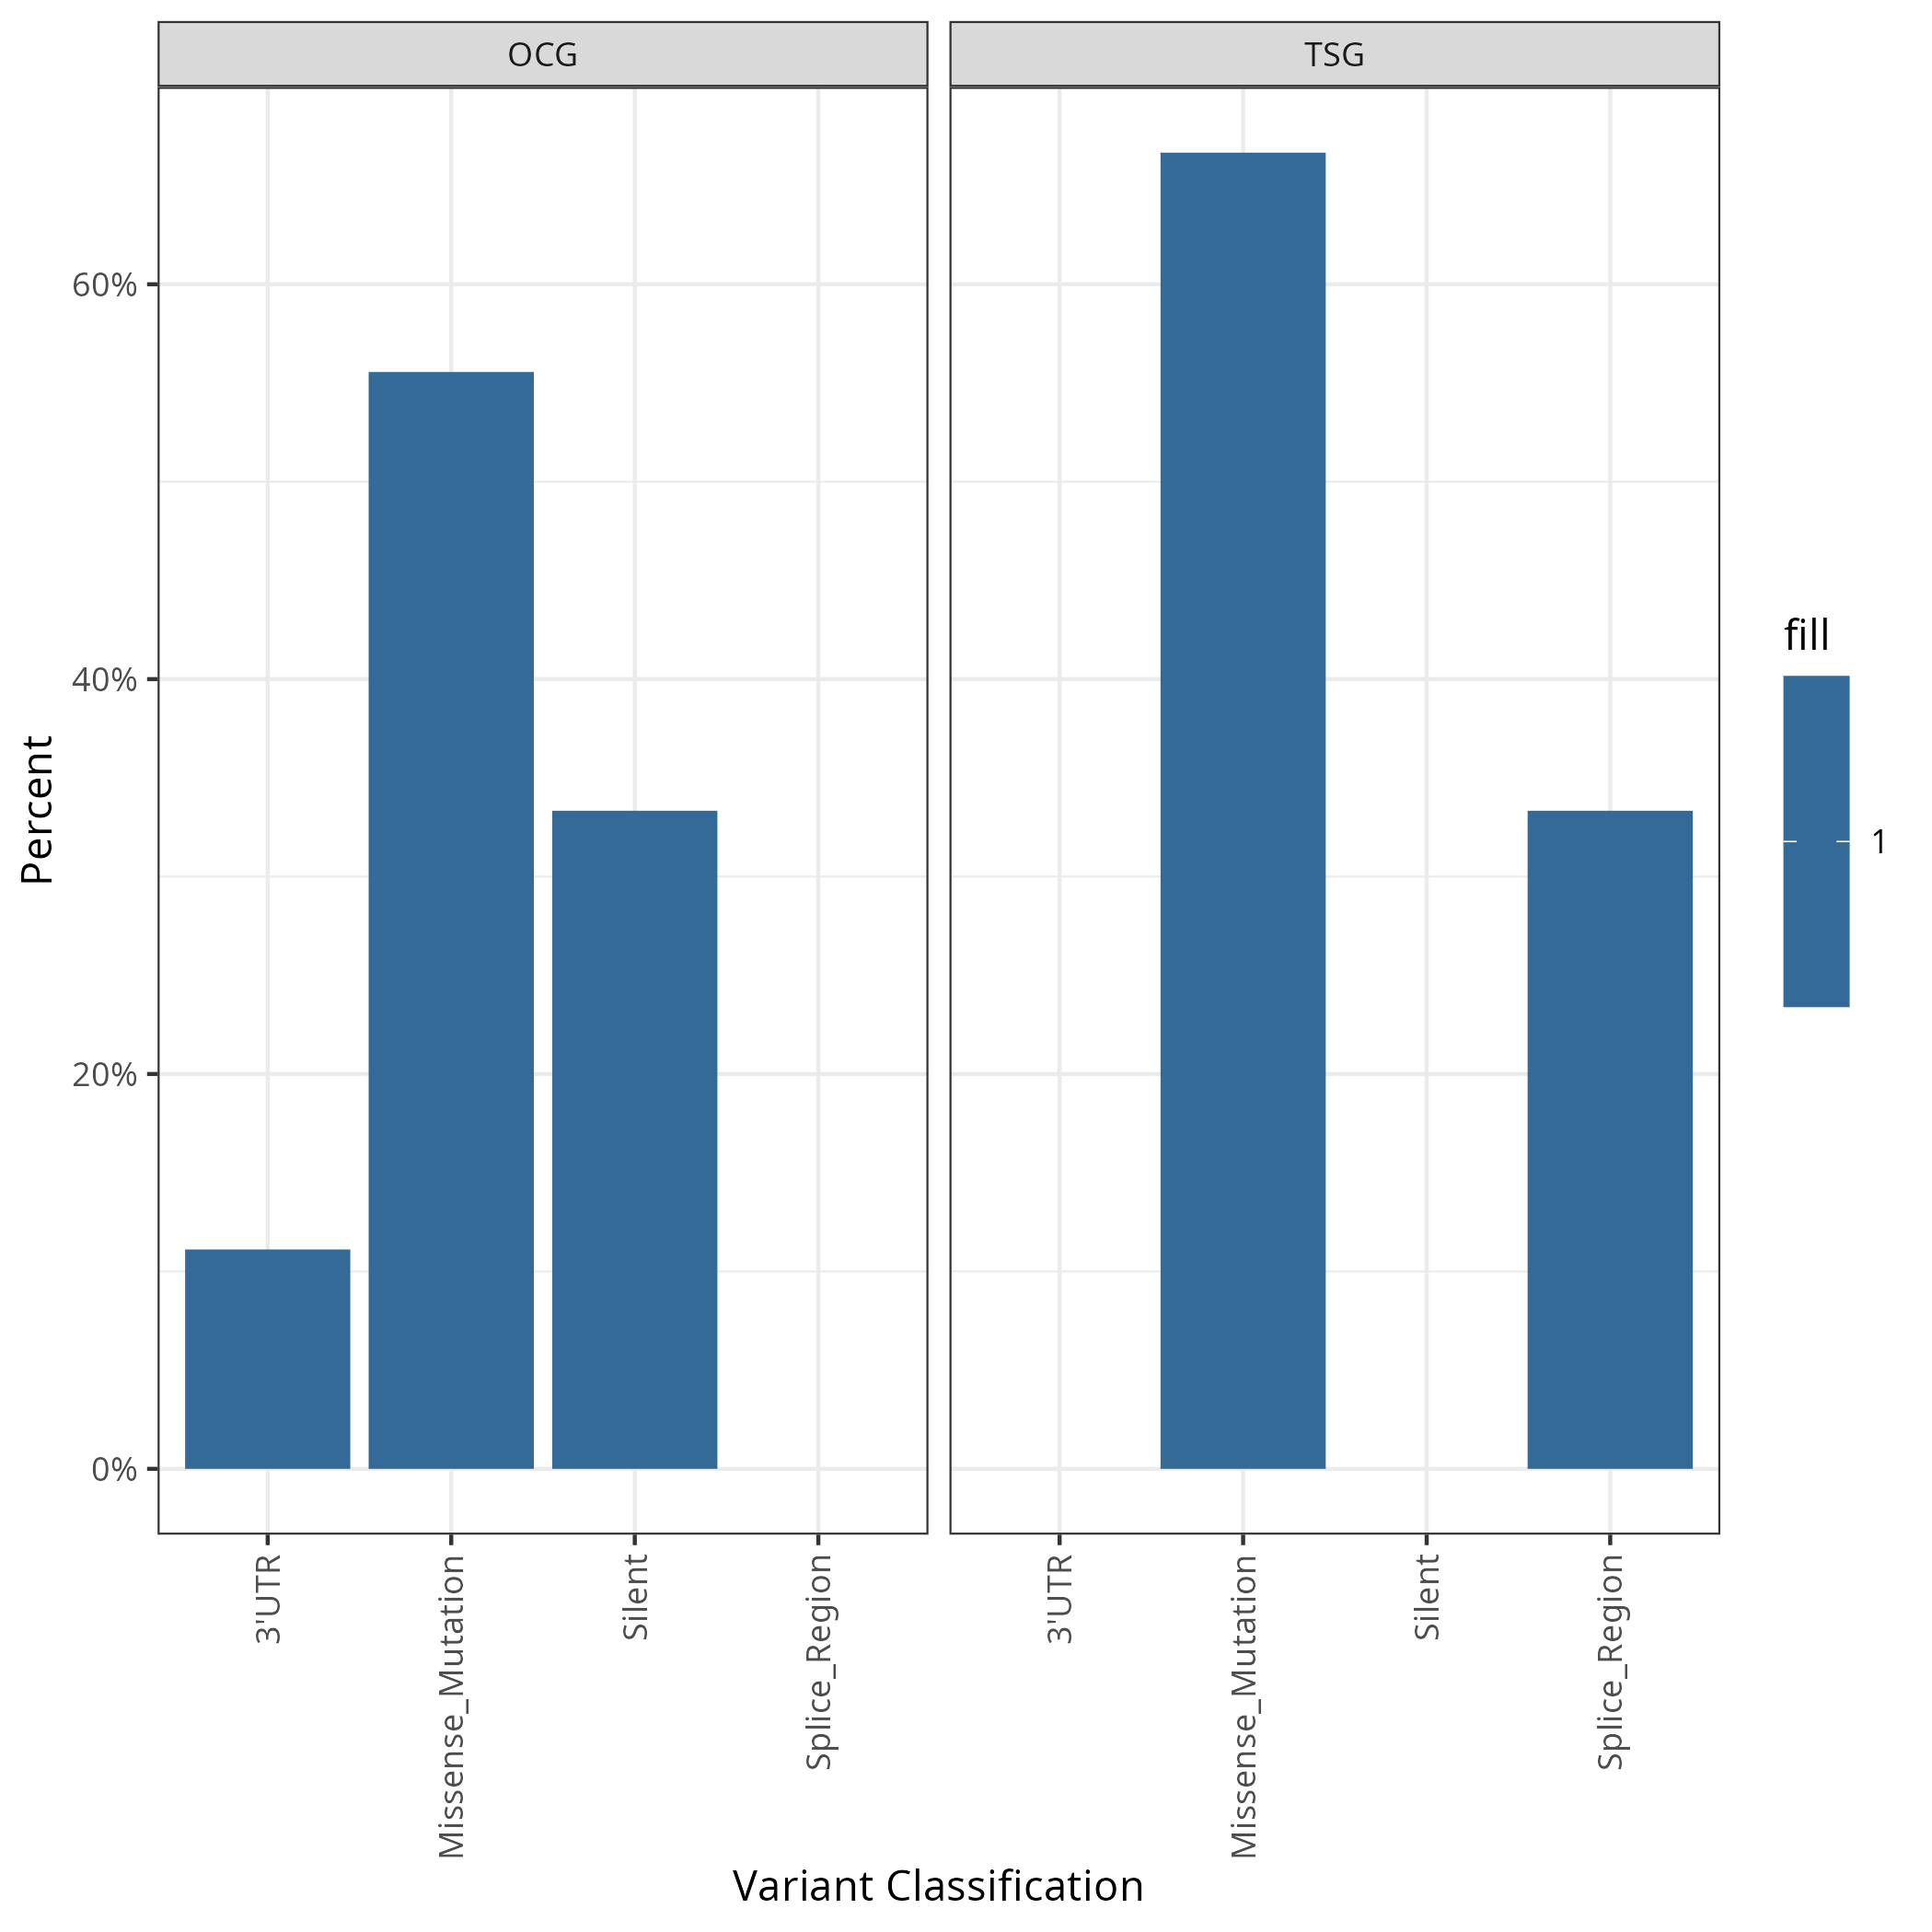 OCG
TSG
60%
40%
20%
0%
Percent
3'UTR
Missense_Mutation
Silent
Splice_Region
3'UTR
Missense_Mutation
Silent
Splice_Region
Variant Classification
fill
1